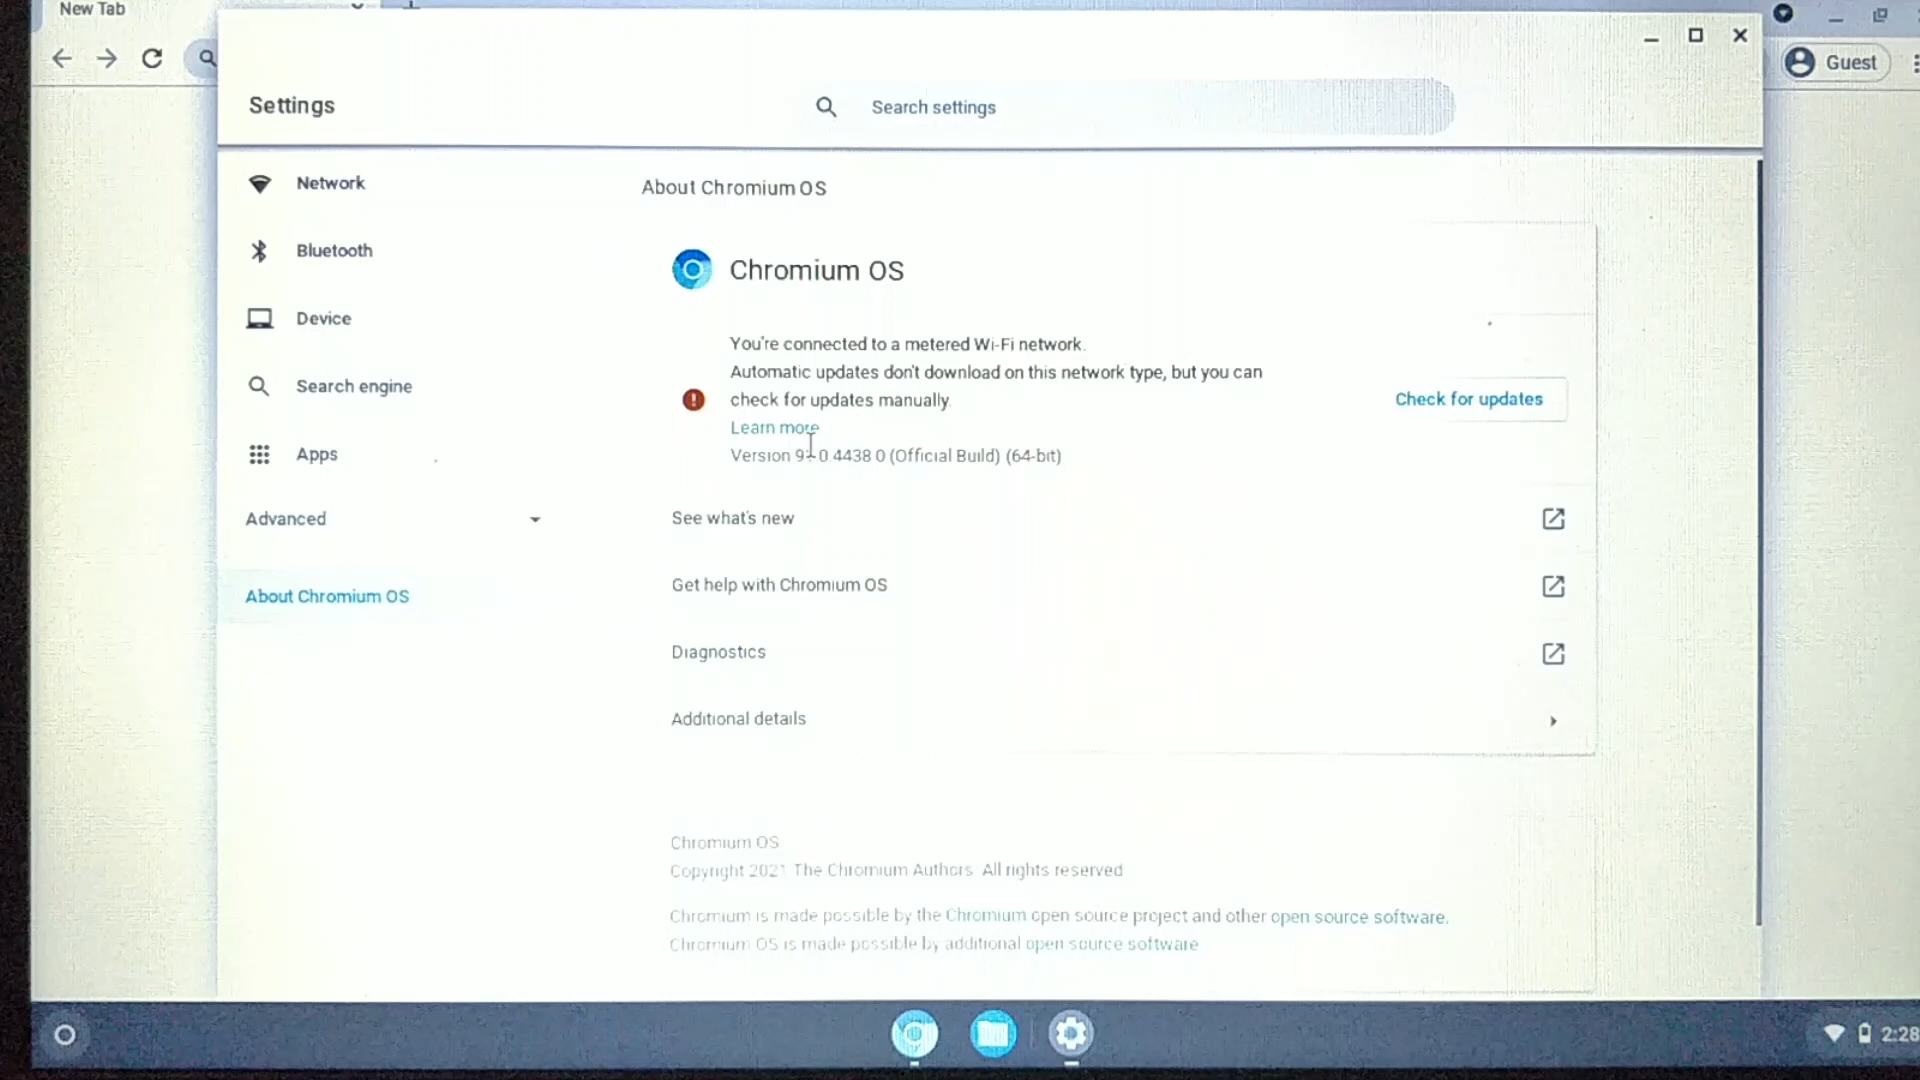 New Tab
Guest
Settings
Search settings
Network
Bluetooth
Device
Search engine
Apps
Advanced
About Chromium OS
About Chromium OS
Chromium OS
You're connected to a metered Wi-Fi network.
Automatic updates don't download on this network type, but you can
check for updates manually.
Learn more
Version 4438 0 (Official Build) (64-bit)
Check for updates
See what's new
Get help with Chromium OS
Diagnostics
Additional details
Chromium OS
Copyright 2021 The Chromium Authors. All rights reserved
Chromium is made possible by the Chromium open source project and other open source software.
Chromium OS is made possible by additional open source software
2:28